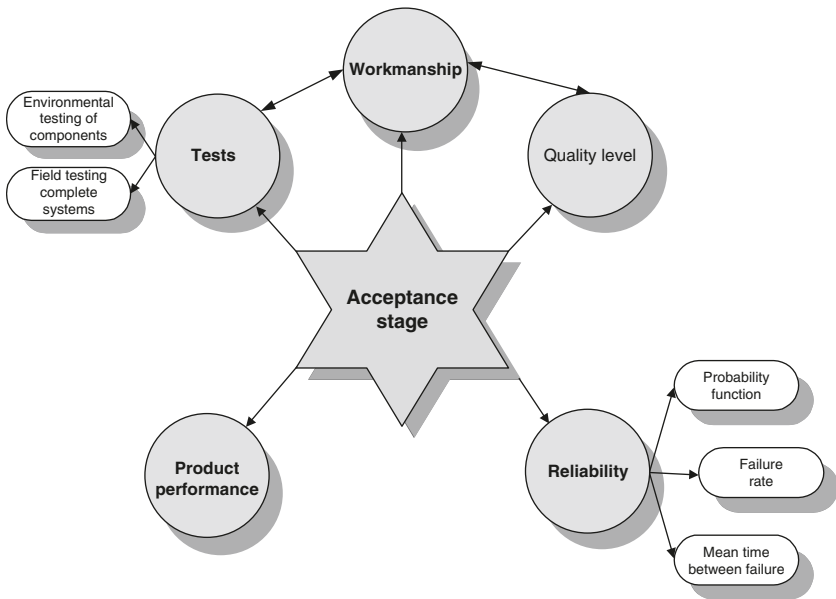 Workmanship
Environmental
testing of
components
Tests
Quality level
Field testing
complete
systems
Acceptance
stage
Probability
function
Product
performance
Reliability
Failure
rate
Mean time
between failure